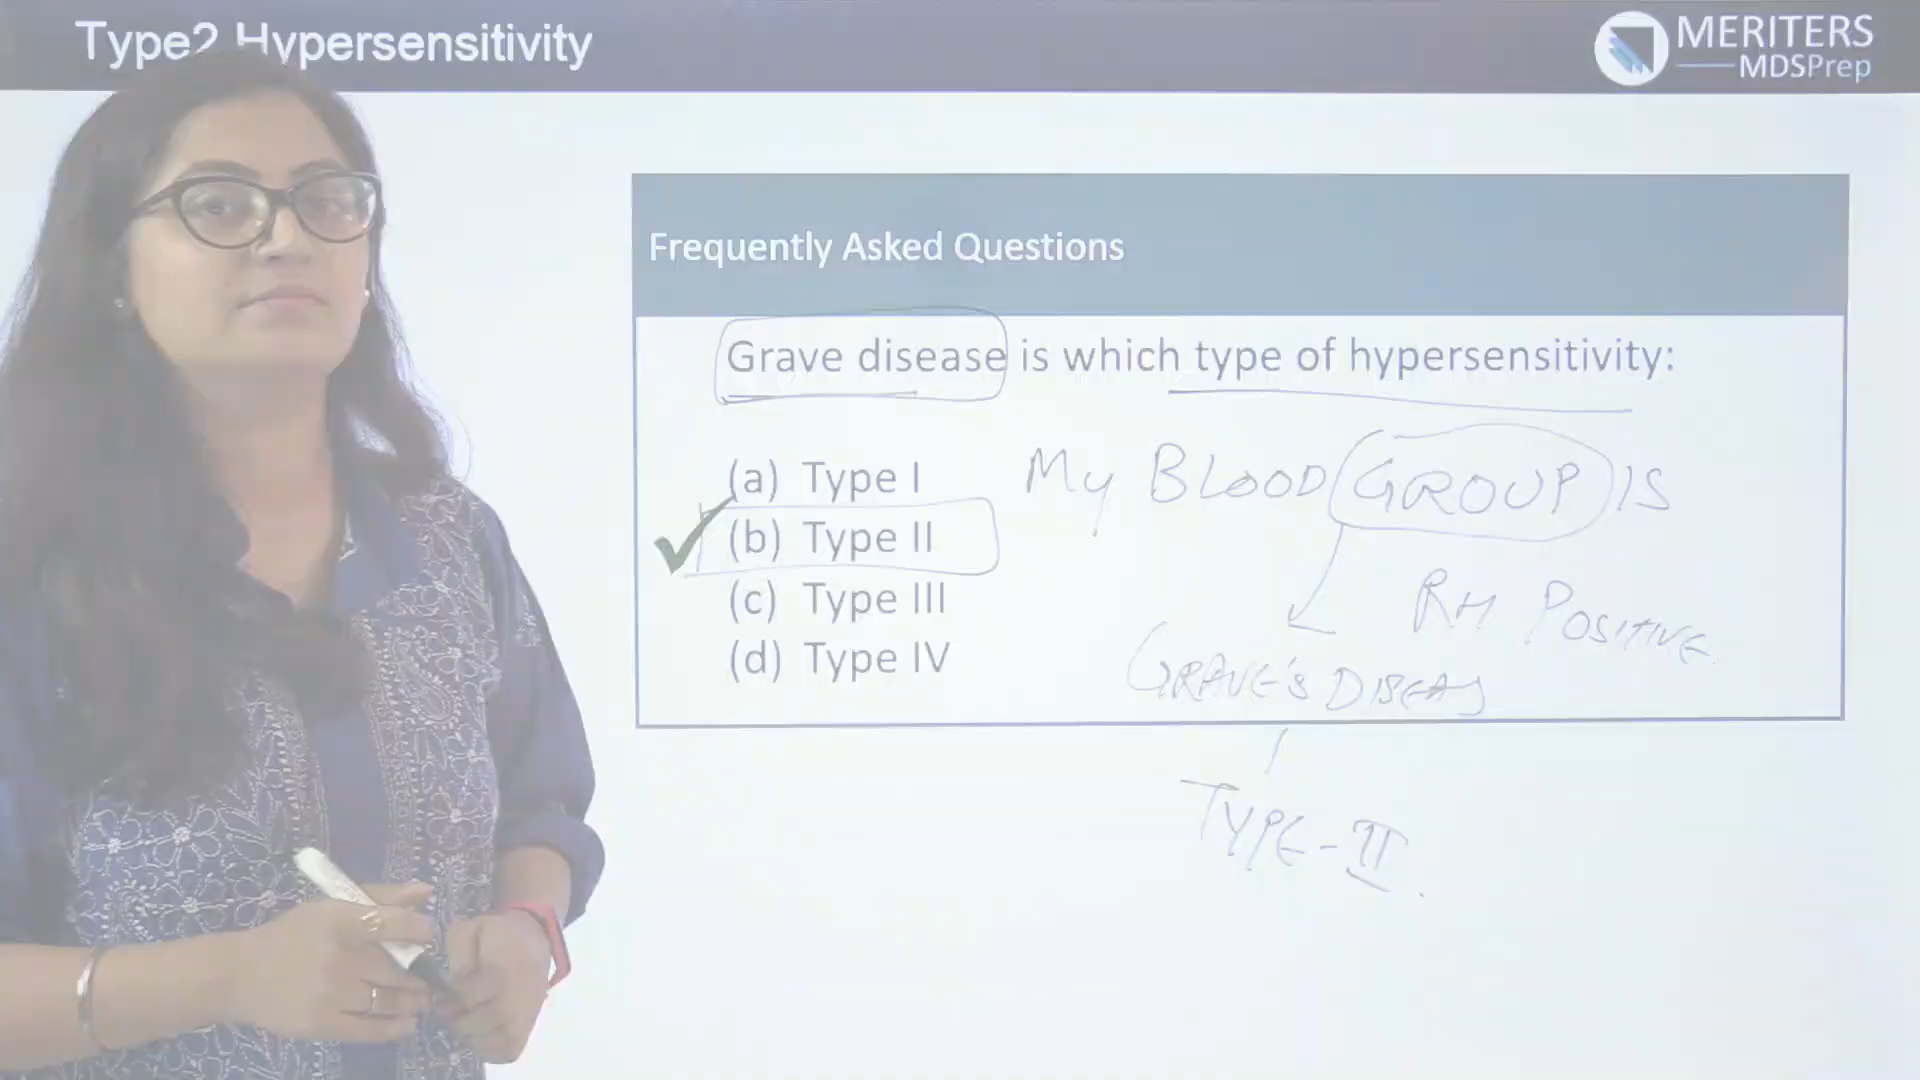 Type2 Hypersensitivity
MERITERS
MDSPrep
Frequently Asked Questions
Grave disease is which type of hypersensitivity:
(a) Type I
(b) Type II
(c) Type III
(d) Type IV
My BLOOD GROUP IS
RH POSITIVE
GRAVE'S DISEAS
TYPE-II.